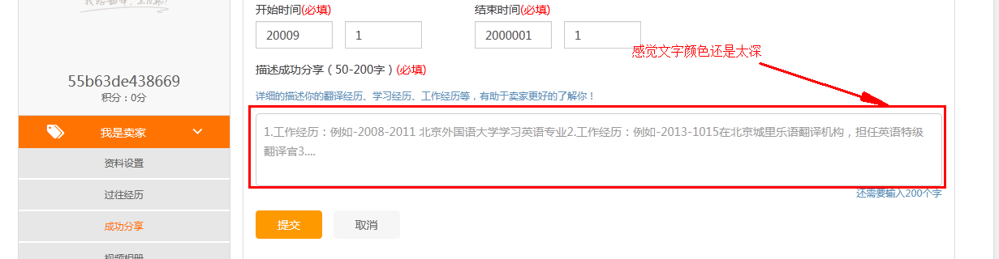 开始时间(必填)
结束时间(必填)
20009
1
2000001
1
感觉文字颜色还是太深
描述成功分享（50-200字）(必填)
详细的描述你的翻译经历、学习经历、工作经历等，有助于卖家更好的了解你！
1.工作经历：例如-2008-2011 北京外国语大学学习英语专业2.工作经历：例如-2013-1015在北京城里乐语翻译机构，担任英语特级
翻译官3....
还需要输入200个字
提交
取消
55b63de438669
积分：0分
我是卖家
资料设置
过往经历
成功分享
视频相册